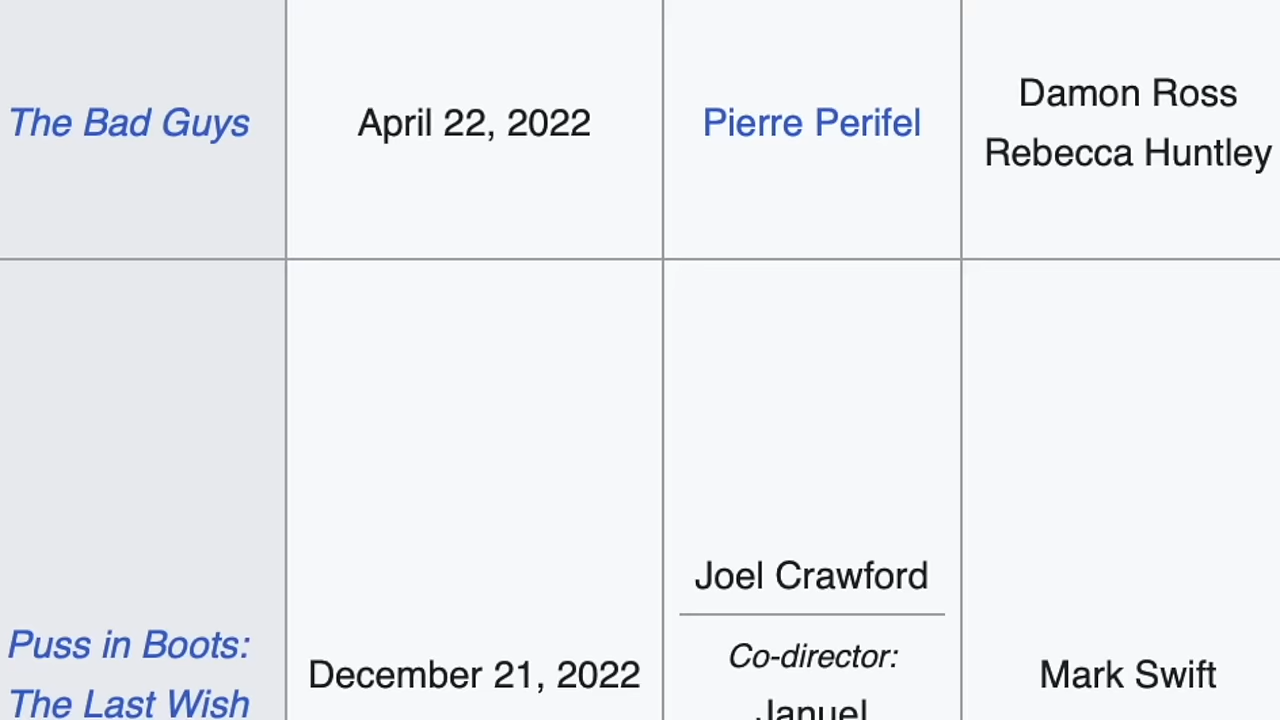 The Bad Guys
April 22, 2022
Pierre Perifel
Damon Ross
Rebecca Huntley
Puss in Boots:
The Last Wish
December 21, 2022
Joel Crawford
Co-director:
Januel
Mark Swift